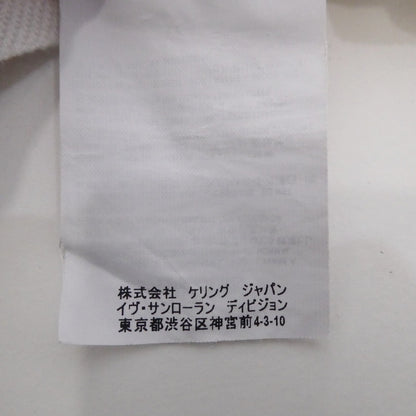 株式会社 ケリング ジャパン
イヴ・サンローラン ディビジョン
東京都渋谷区神宮前4-3-10